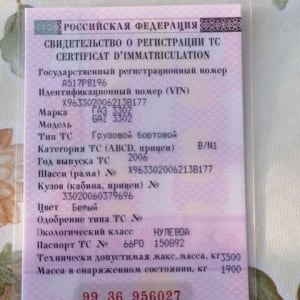 РОССИЙСКАЯ ФЕДЕРАЦИЯ
СВИДЕТЕЛЬСТВО О РЕГИСТРАЦИИ ТС
CERTIFICAT D'IMMATRICULATION
Государственный регистрационный номер
А517РВ196
Идентификационный номер (VIN)
X9633020062138177
Марка ГАЗ 3302
Модель GAZ 3302
Тип ТС Грузовой бортовой
Категория ТС (ABCD, прицеп) B/N1
Год выпуска ТС 2006
Шасси (рама) № X9633020062138177
Кузов (кабина, прицеп) №
33020060379696
Цвет Белый
Одобрение типа ТС №
Экологический класс НУЛЕВОЙ
Паспорт ТС 66РО 150892
Технически допустимая макс. масса, кг 3500
Масса в снаряженном состоянии, кг 1900
99 36 956027